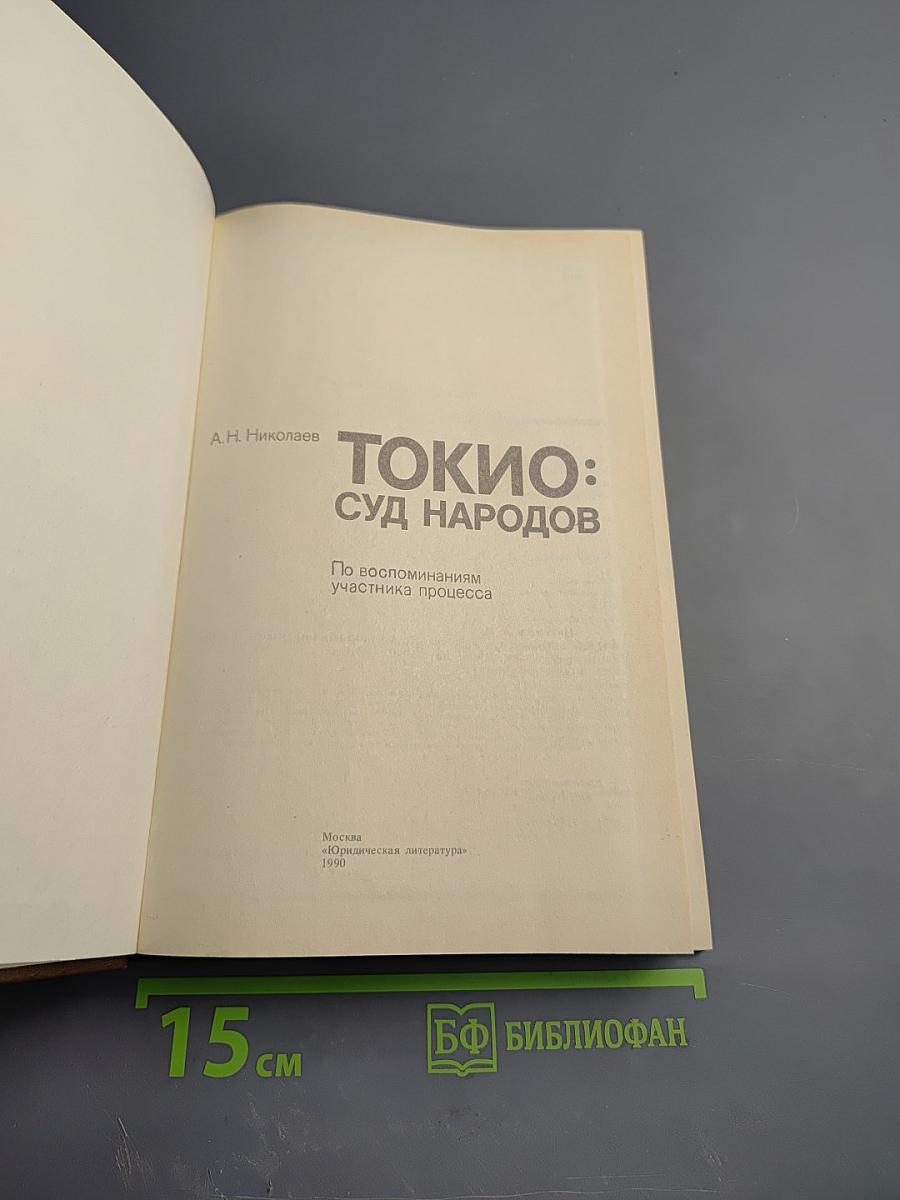 А. Н. Николаев
ТОКИО:
СУД НАРОДОВ
По воспоминаниям
участника процесса
Москва
«Юридическая литература»
1990
15 см
БФ БИБЛИОФАН